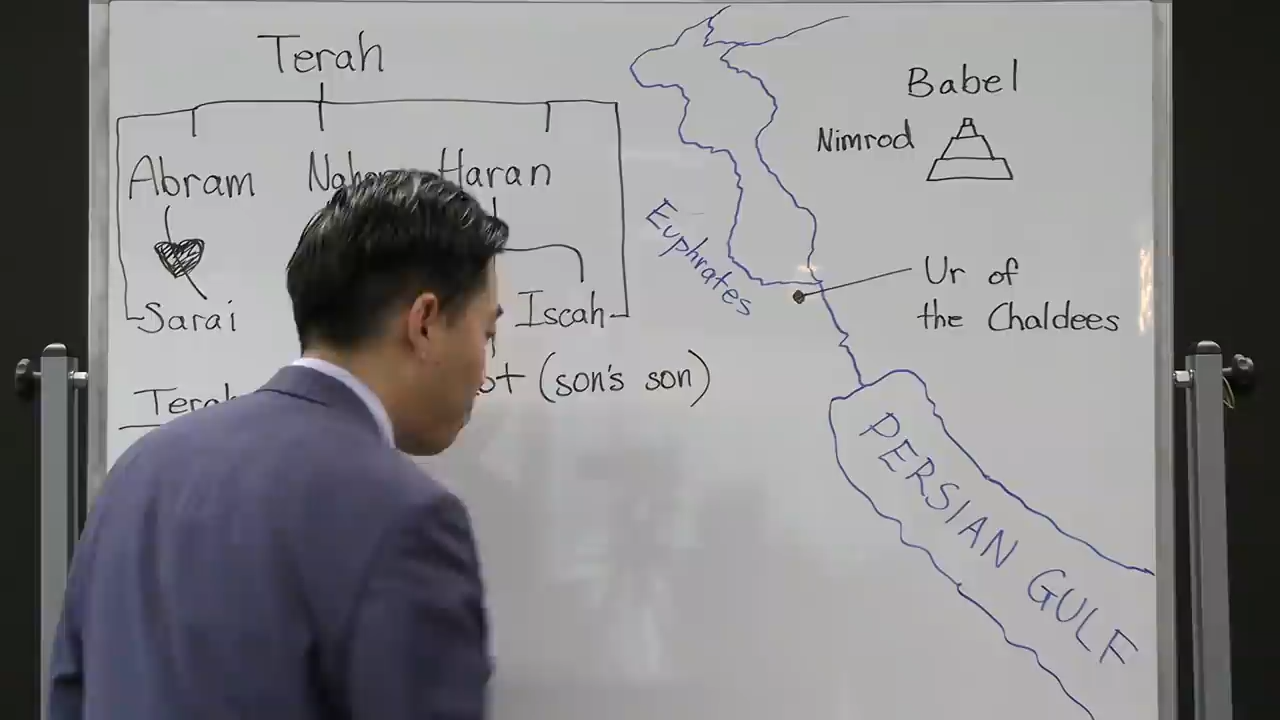 Terah
Abram Haran
Sarai Iscah
(son's son)
Euphrates
Babel
Nimrod
Ur of
the Chaldees
PERSIAN GULF